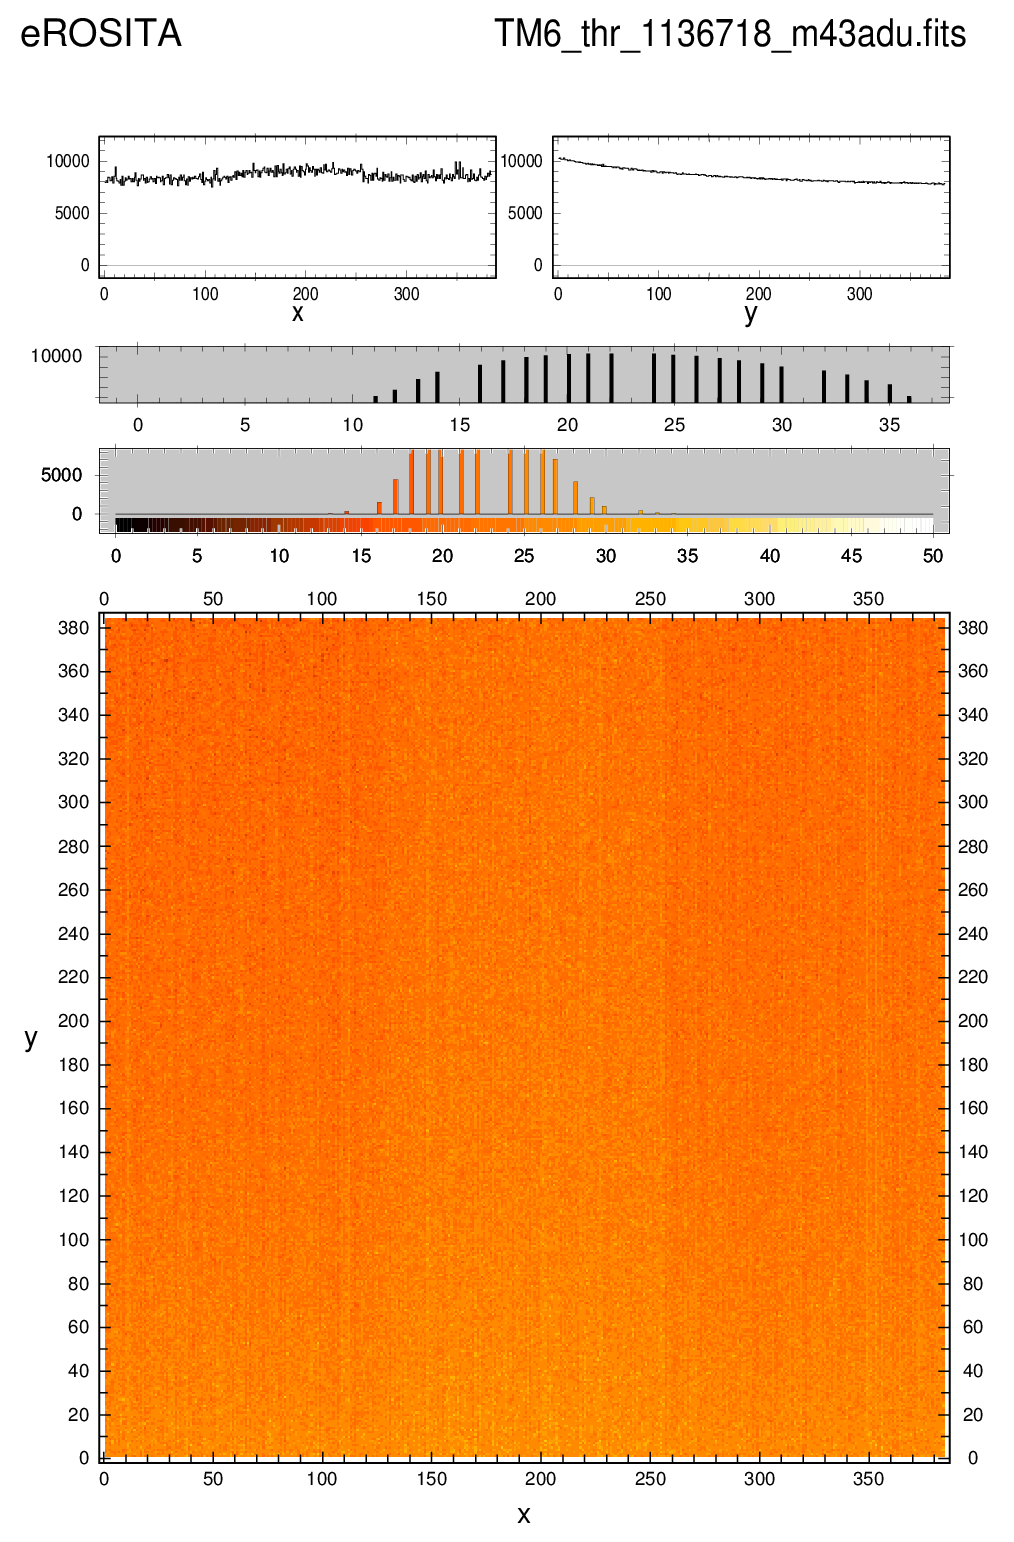 eROSITA TM6_thr_1136718_m43adu.fits
10000 10000
5000 5000
0 0
0 100 200 300 0 100 200 300
x y
10000
0 5 10 15 20 25 30 35
5000
0
0 5 10 15 20 25 30 35 40 45 50
0 50 100 150 200 250 300 350
380 380
360 360
340 340
320 320
300 300
280 280
260 260
240 240
220 220
200 200
y
180 180
160 160
140 140
120 120
100 100
80 80
60 60
40 40
20 20
0 0
0 50 100 150 200 250 300 350
x